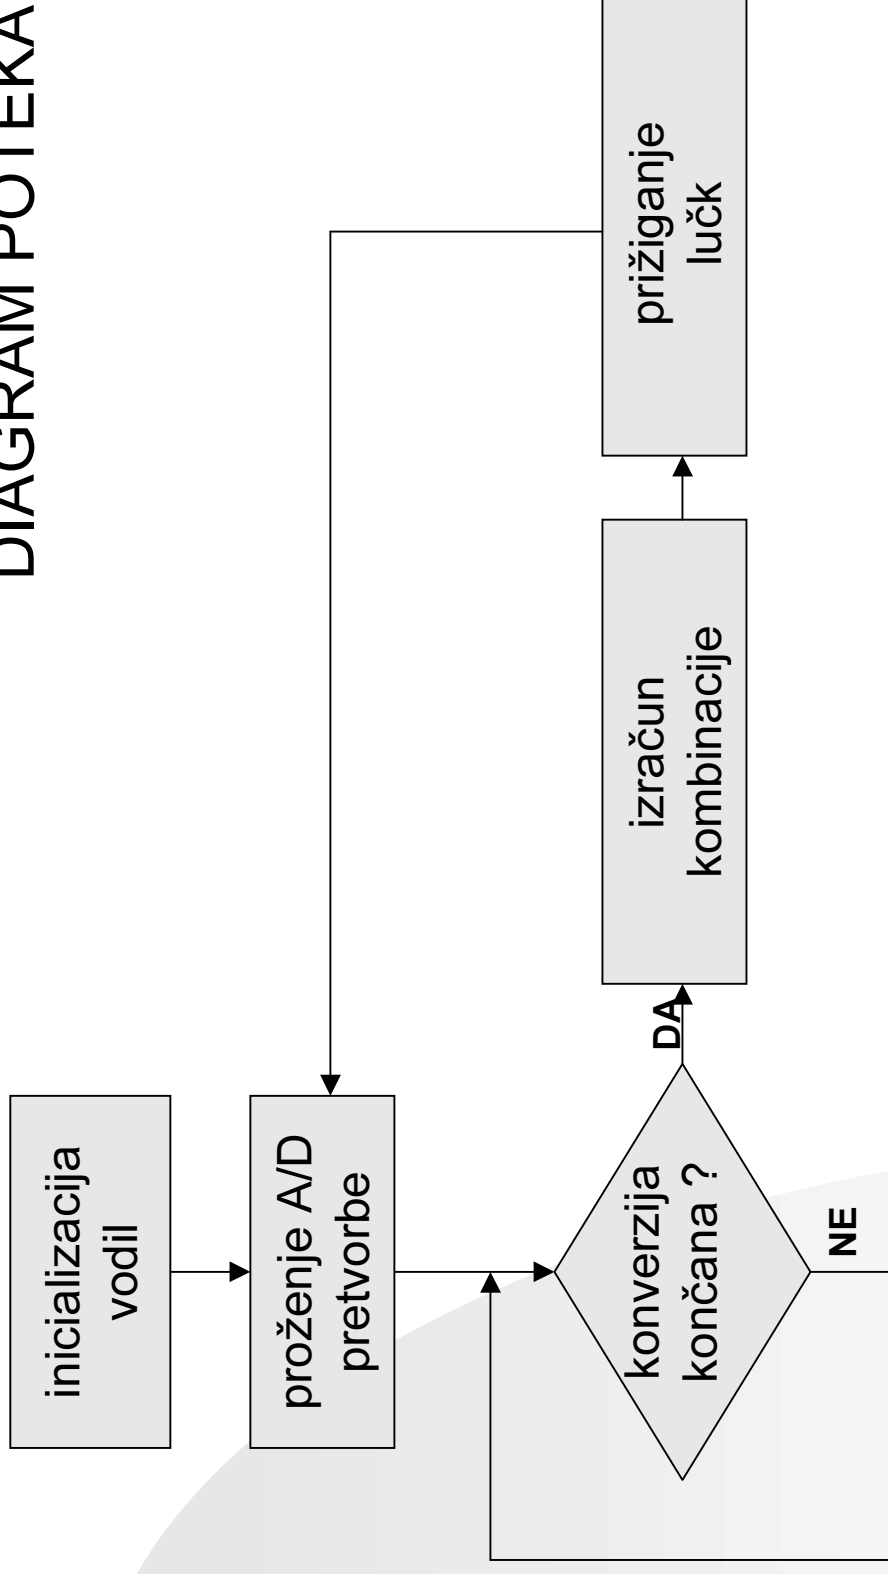 DIAGRAM POTEKA
inicializacija
vodil
proženje A/D
pretvorbe
konverzija
končana ?
DA
NE
izračun
kombinacije
prižiganje
lučk